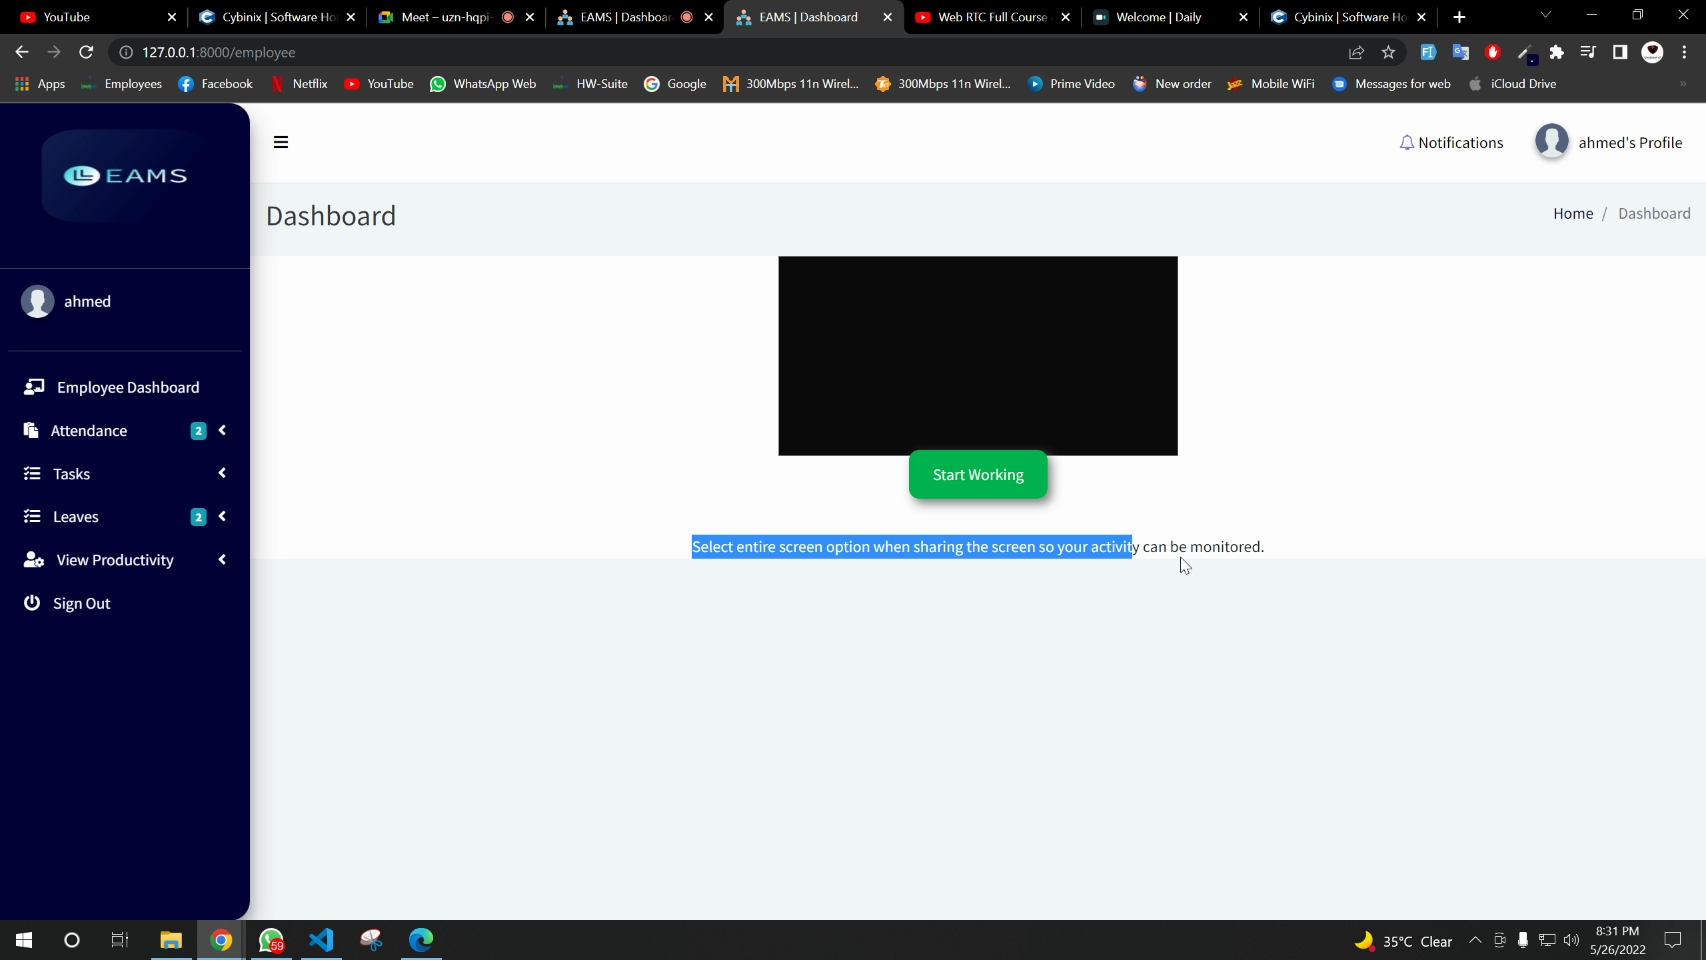 YouTube
Cybinix | Software Ho
Meet – uzn-hqpi-
EAMS | Dashboar
EAMS | Dashboard
Web RTC Full Course
Welcome | Daily
Cybinix | Software Ho
127.0.0.1:8000/employee
Apps
Employees
Facebook
Netflix
YouTube
WhatsApp Web
HW-Suite
Google
300Mbps 11n Wirel...
300Mbps 11n Wirel...
Prime Video
New order
Mobile WiFi
Messages for web
iCloud Drive
»
EAMS
Notifications
ahmed's Profile
Dashboard
Home / Dashboard
ahmed
Employee Dashboard
Attendance 2
Tasks
Leaves 2
View Productivity
Sign Out
Start Working
Select entire screen option when sharing the screen so your activity can be monitored.
59
35°C Clear
8:31 PM
5/26/2022